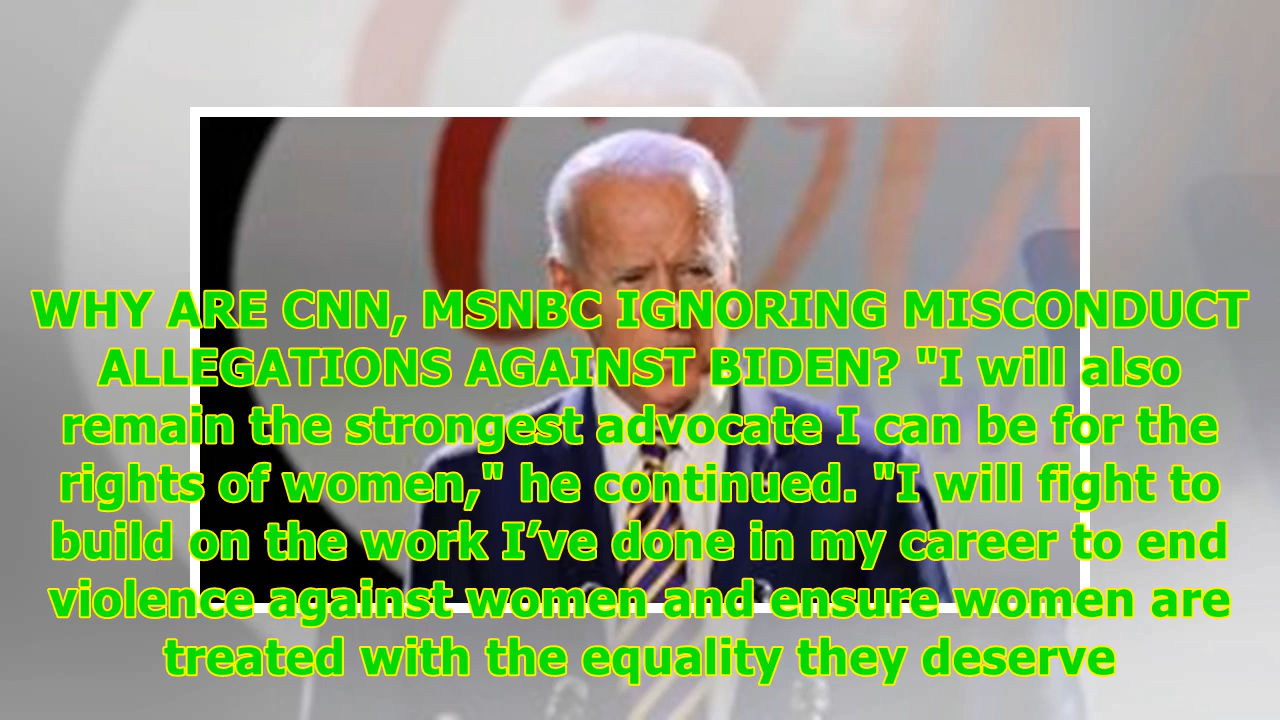 WHY ARE CNN, MSNBC IGNORING MISCONDUCT
ALLEGATIONS AGAINST BIDEN? "I will also
remain the strongest advocate I can be for the
rights of women," he continued. "I will fight to
build on the work I’ve done in my career to end
violence against women and ensure women are
treated with the equality they deserve